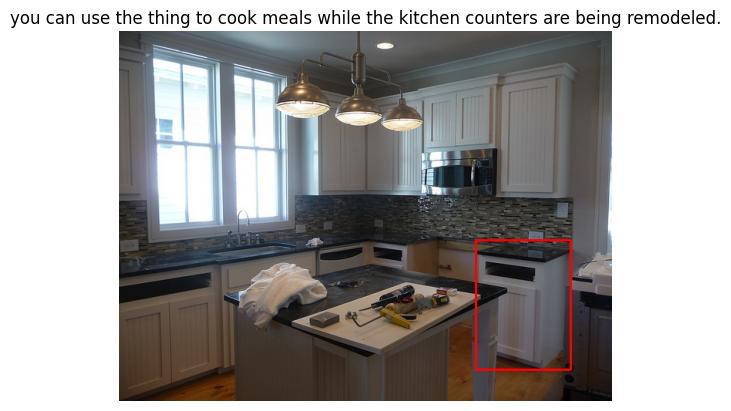 you can use the thing to cook meals while the kitchen counters are being remodeled.